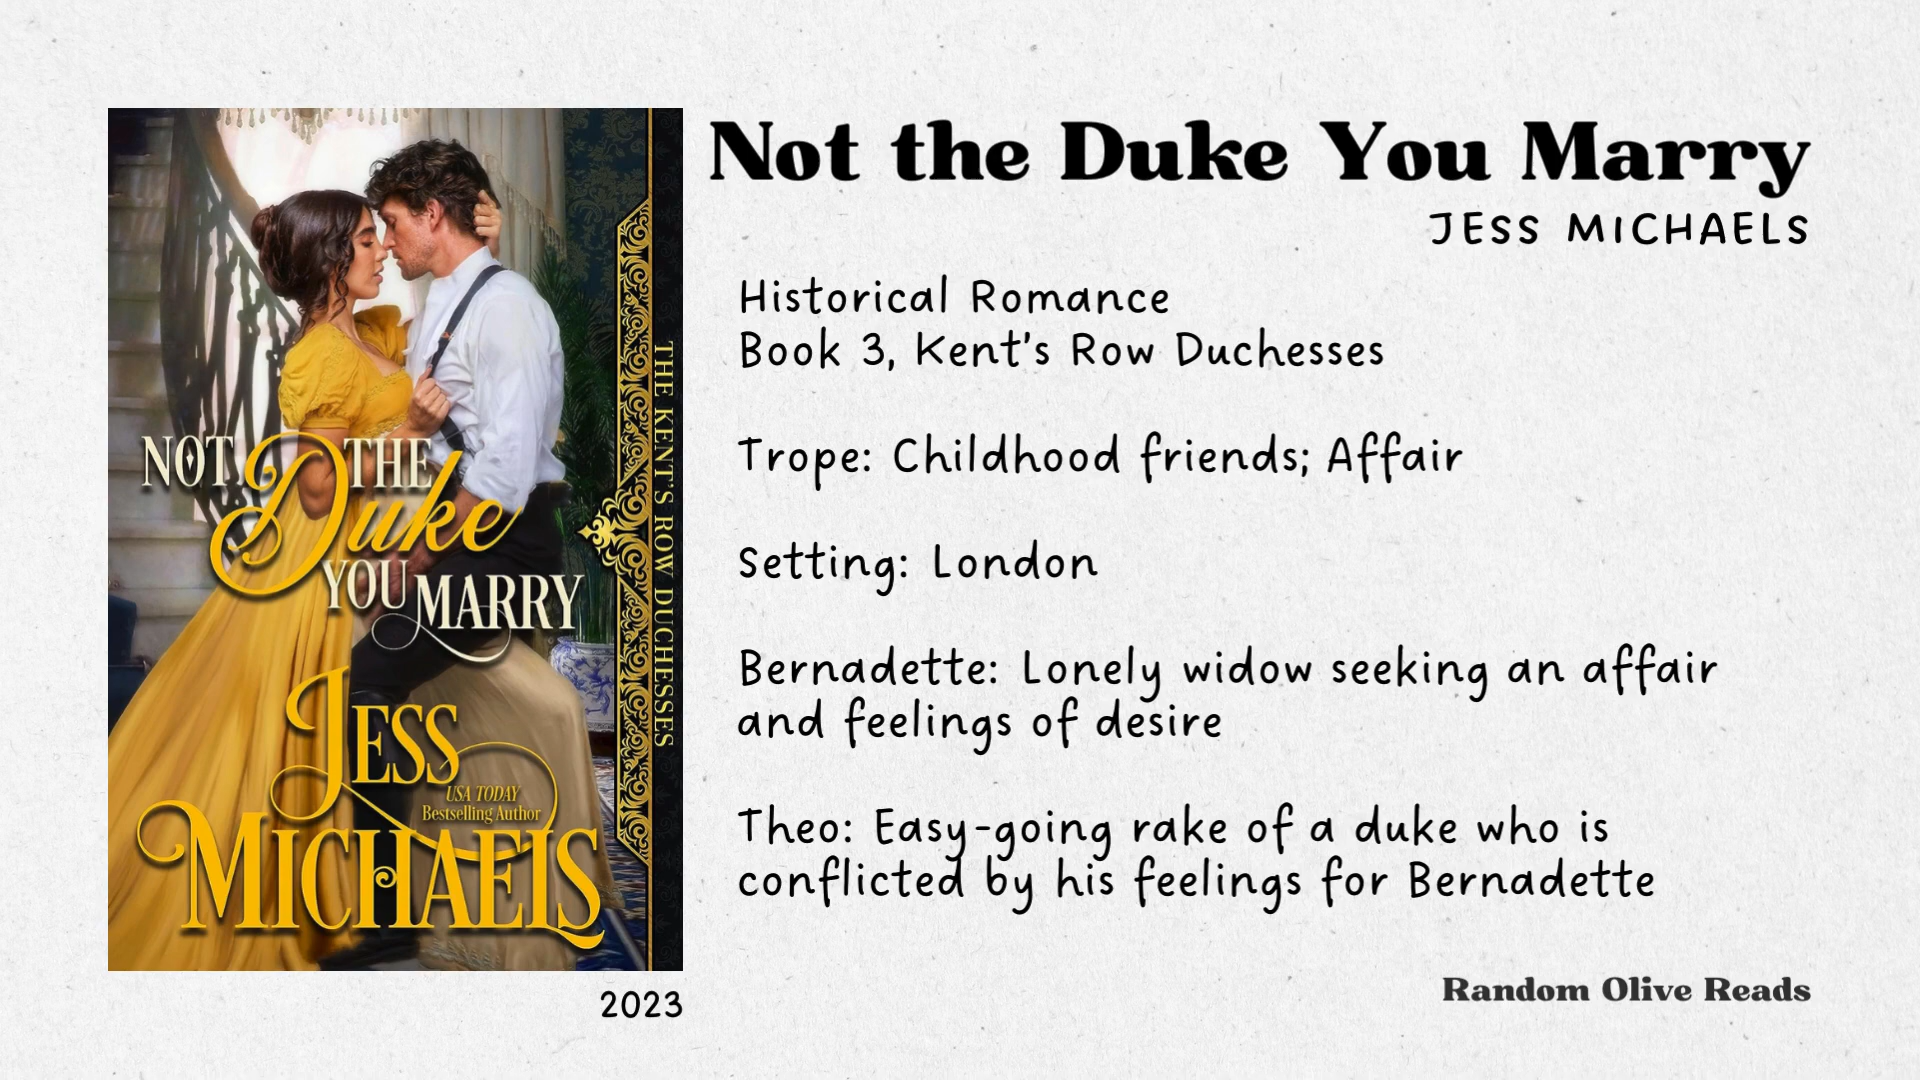 NOT THE
Duke
YOU MARRY
JESS
USA TODAY
Bestselling Author
MICHAELS
THE KENT'S ROW DUCHESSES
2023
Not the Duke You Marry
JESS MICHAELS
Historical Romance
Book 3, Kent's Row Duchesses
Trope: Childhood friends; Affair
Setting: London
Bernadette: Lonely widow seeking an affair
and feelings of desire
Theo: Easy-going rake of a duke who is
conflicted by his feelings for Bernadette
Random Olive Reads